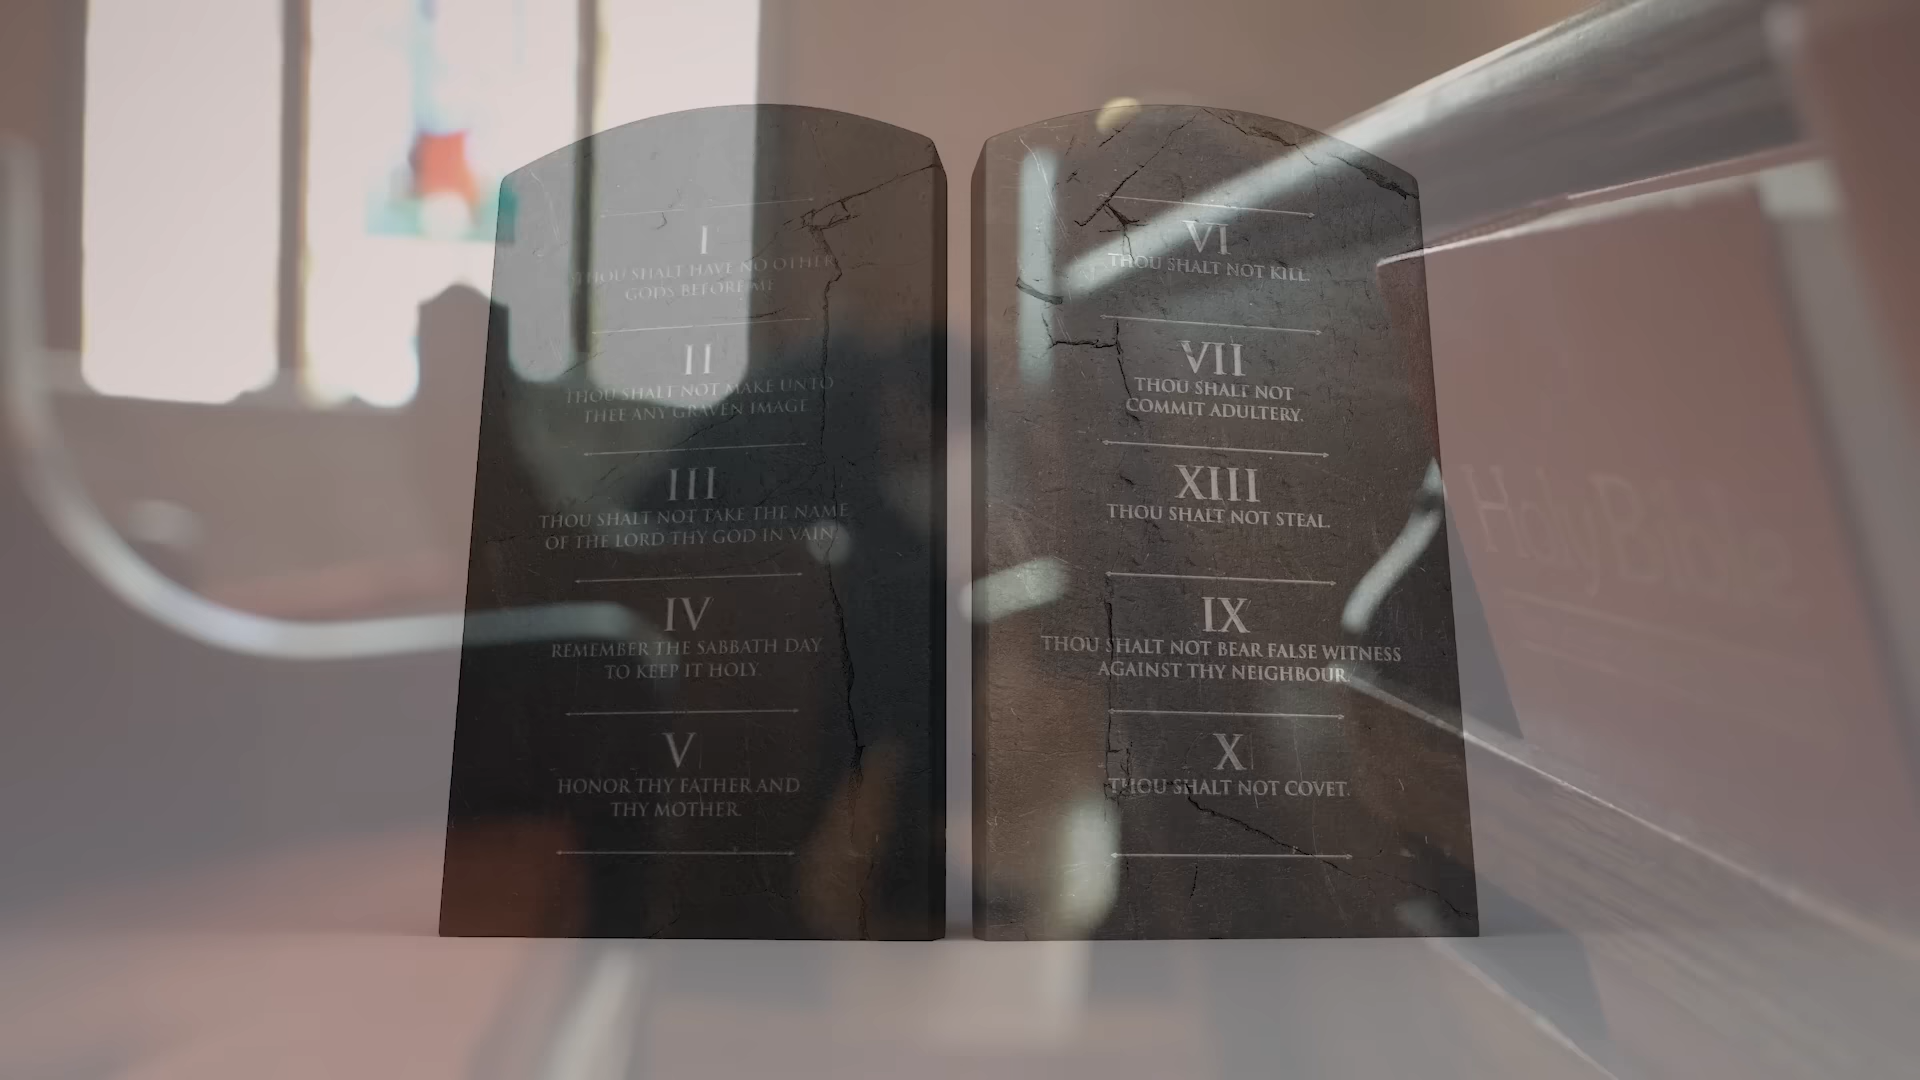 I
THOU SHALT HAVE NO OTHER
GODS BEFORE ME
II
THOU SHALT NOT MAKE UNTO
THEE ANY GRAVEN IMAGE
III
THOU SHALT NOT TAKE THE NAME
OF THE LORD THY GOD IN VAIN.
IV
REMEMBER THE SABBATH DAY
TO KEEP IT HOLY.
V
HONOR THY FATHER AND
THY MOTHER.
VI
THOU SHALT NOT KILL.
VII
THOU SHALT NOT
COMMIT ADULTERY.
XIII
THOU SHALT NOT STEAL.
IX
THOU SHALT NOT BEAR FALSE WITNESS
AGAINST THY NEIGHBOUR.
X
THOU SHALT NOT COVET.
Holy Bible